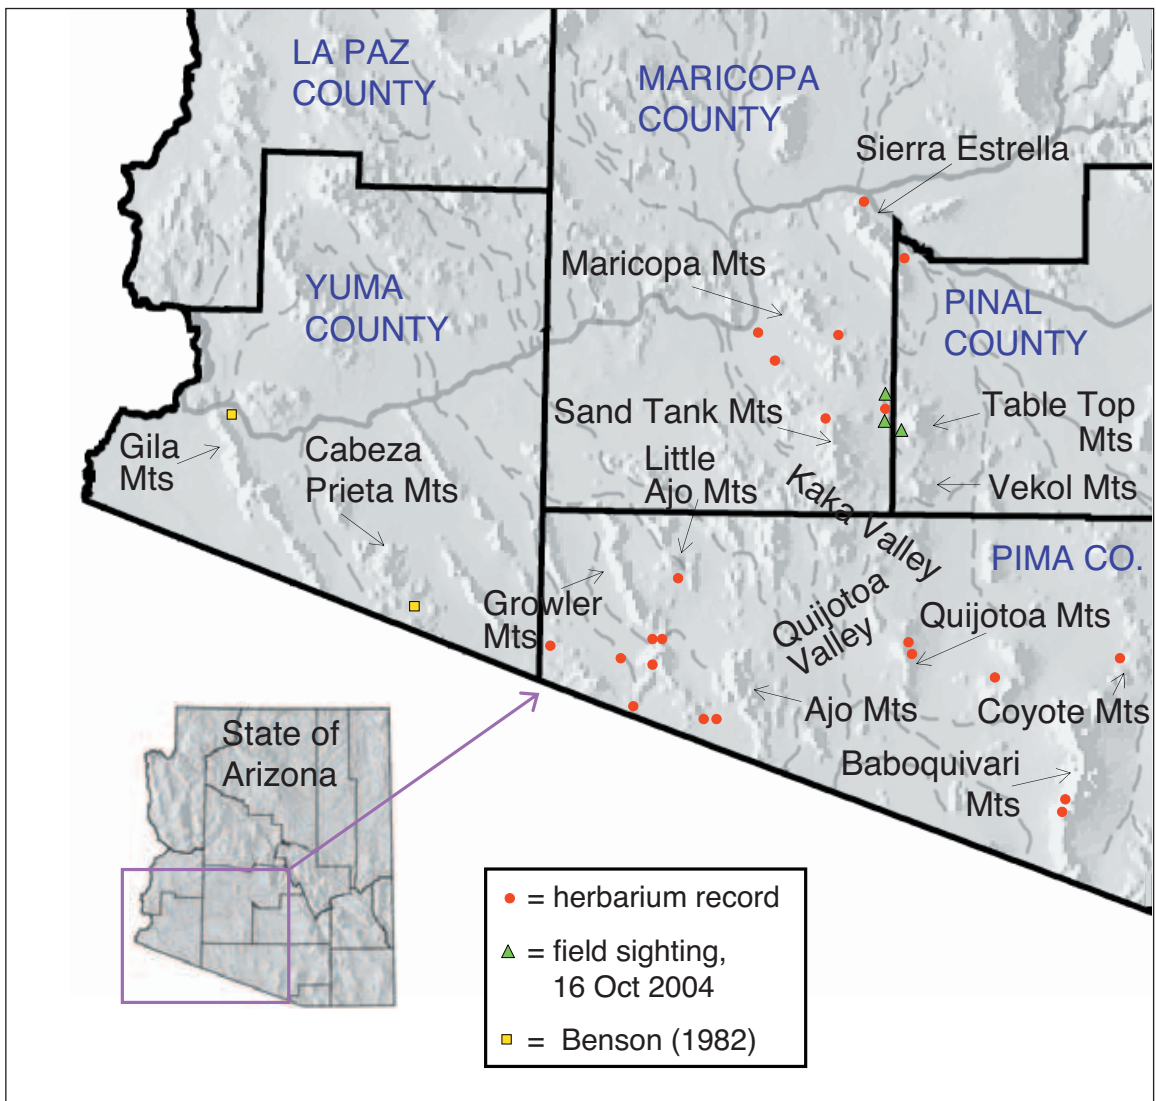 LA PAZ
COUNTY
MARICOPA
COUNTY
Sierra Estrella
Maricopa Mts
YUMA
COUNTY
PINAL
COUNTY
Sand Tank Mts
Table Top
Mts
Gila
Mts
Cabeza
Prieta Mts
Little
Ajo Mts
Kaka Valley
Vekol Mts
PIMA CO.
Growler
Mts
Quijotoa
Valley
Quijotoa Mts
Ajo Mts
Coyote Mts
Baboquivari
Mts
State of
Arizona
= herbarium record
= field sighting,
16 Oct 2004
= Benson (1982)